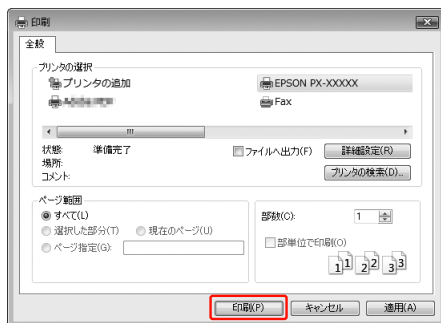 印刷
全般
プリンタの選択
プリンタの追加
EPSON PX-XXXXX
Fax
状態: 準備完了
ファイルへ出力(F)
詳細設定(R)
場所:
コメント:
プリンタの検索(D)...
ページ範囲
すべて(L)
選択した部分(T)
現在のページ(U)
ページ指定(G):
部数(C): 1
部単位で印刷(O)
1 1 2 2 3 3
印刷(P)
キャンセル
適用(A)